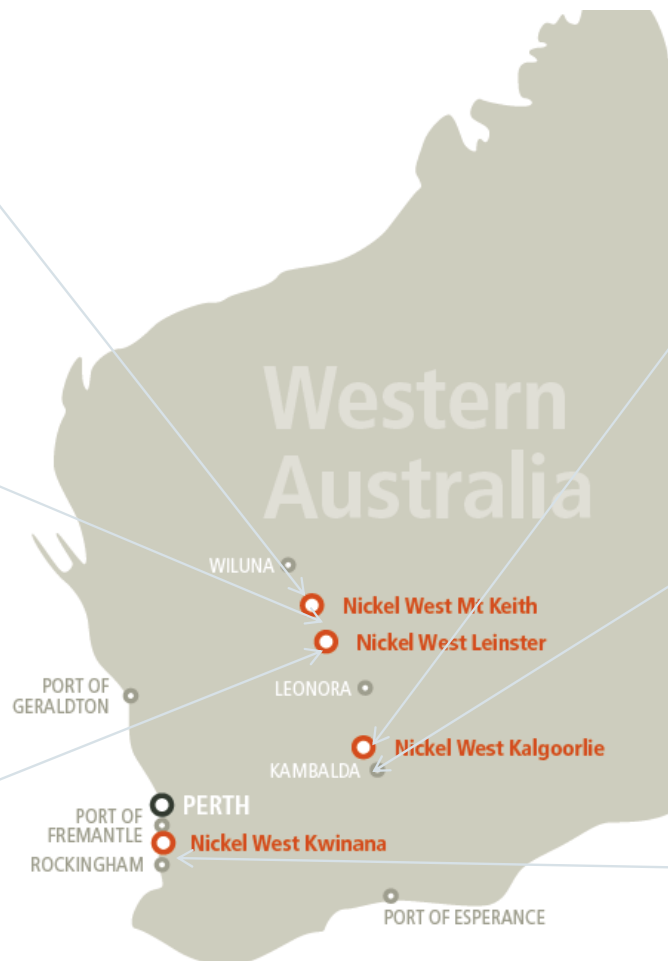 Western
Australia
WILUNA
Nickel West Mt Keith
Nickel West Leinster
PORT OF
GERALDTON
LEONORA
Nickel West Kalgoorlie
KAMBALDA
PERTH
PORT OF
FREMANTLE
Nickel West Kwinana
ROCKINGHAM
PORT OF ESPERANCE